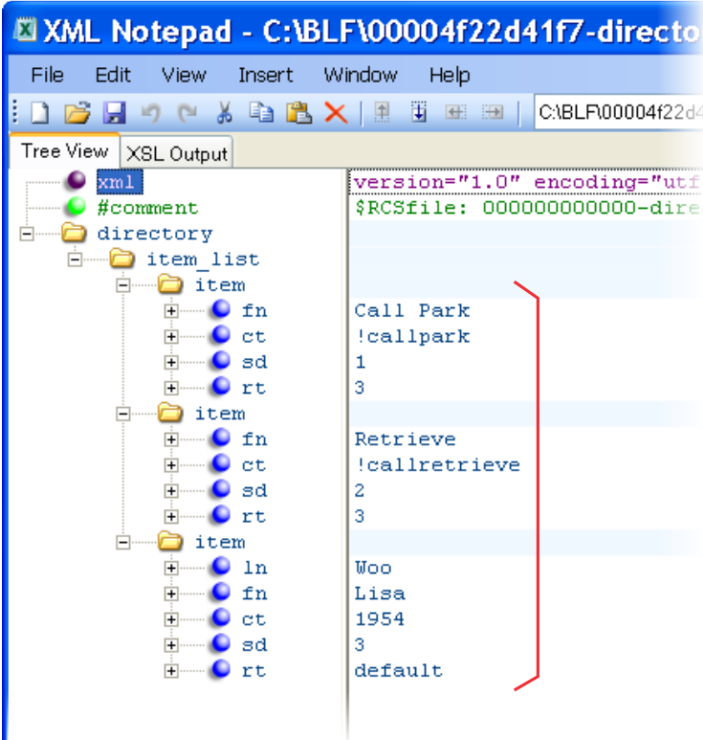 XML Notepad - C:\BLF\00004f22d41f7-directo
File Edit View Insert Window Help
C:\BLF\00004f22d4
Tree View XSL Output
xml version="1.0" encoding="utf
#comment $RCSfile: 000000000000-dire
directory
item_list
item
fn Call Park
ct !callpark
sd 1
rt 3
item
fn Retrieve
ct !callretrieve
sd 2
rt 3
item
ln Woo
fn Lisa
ct 1954
sd 3
rt default